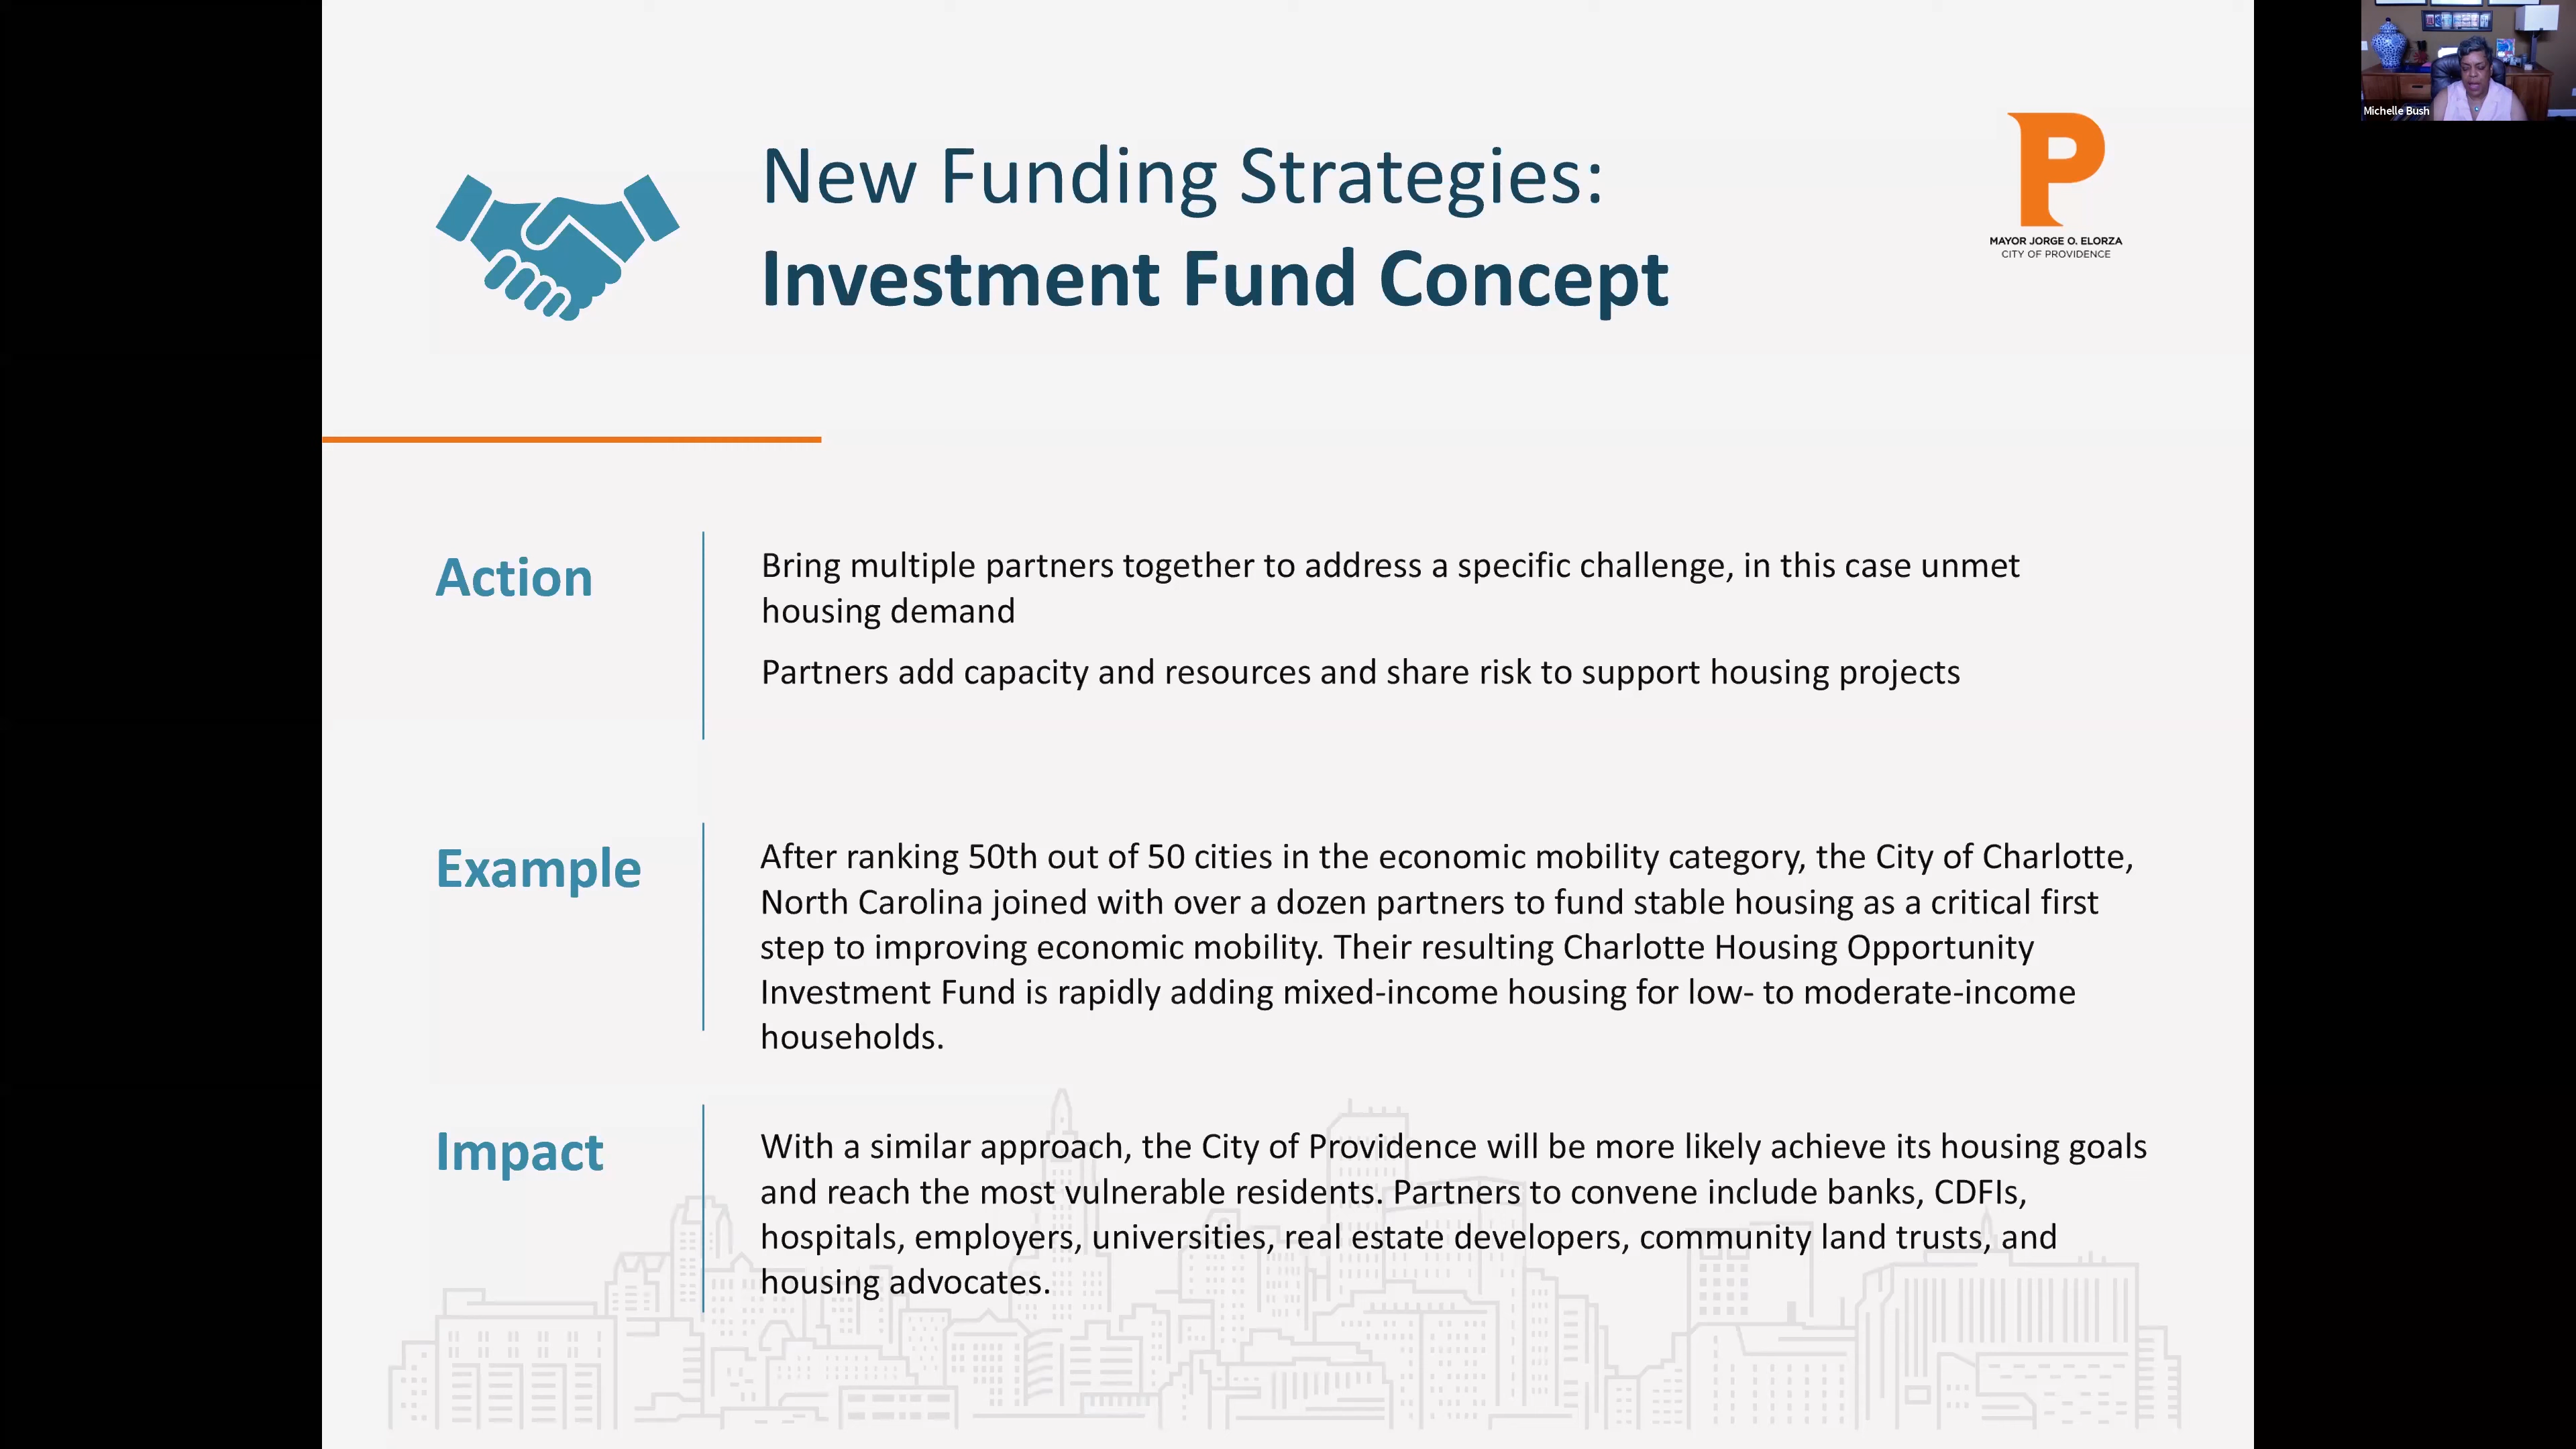 New Funding Strategies:
Investment Fund Concept
P
MAYOR JORGE O. ELORZA
CITY OF PROVIDENCE
Michelle Bush
Action
Bring multiple partners together to address a specific challenge, in this case unmet
housing demand
Partners add capacity and resources and share risk to support housing projects
Example
After ranking 50th out of 50 cities in the economic mobility category, the City of Charlotte,
North Carolina joined with over a dozen partners to fund stable housing as a critical first
step to improving economic mobility. Their resulting Charlotte Housing Opportunity
Investment Fund is rapidly adding mixed-income housing for low- to moderate-income
households.
Impact
With a similar approach, the City of Providence will be more likely achieve its housing goals
and reach the most vulnerable residents. Partners to convene include banks, CDFIs,
hospitals, employers, universities, real estate developers, community land trusts, and
housing advocates.